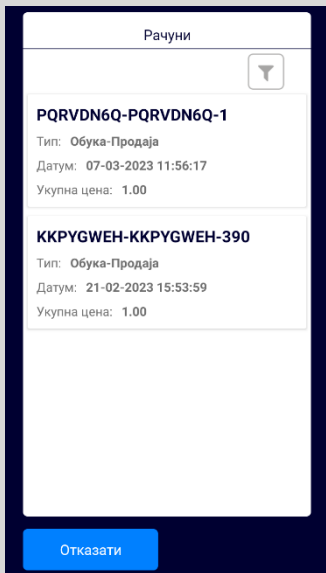 Рачуни
PQRVDN6Q-PQRVDN6Q-1
Тип: Обука-Продаја
Датум: 07-03-2023 11:56:17
Укупна цена: 1.00
KKPYGWEH-KKPYGWEH-390
Тип: Обука-Продаја
Датум: 21-02-2023 15:53:59
Укупна цена: 1.00
Отказати